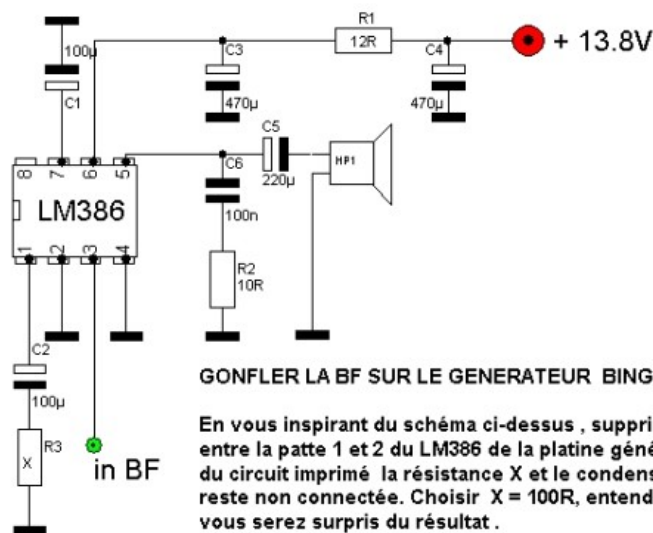 R1
12R
+ 13.8V
100µ
C1
C3
470µ
C4
470µ
C5
220µ
C6
100n
HP1
8 7 6 5
LM386
1 2 3 4
R2
10R
C2
100µ
R3
X
in BF
GONFLER LA BF SUR LE GENERATEUR BING
En vous inspirant du schéma ci-dessus , suppri
entre la patte 1 et 2 du LM386 de la platine géné
du circuit imprimé la résistance X et le condens
reste non connectée. Choisir X = 100R, entend
vous serez surpris du résultat .